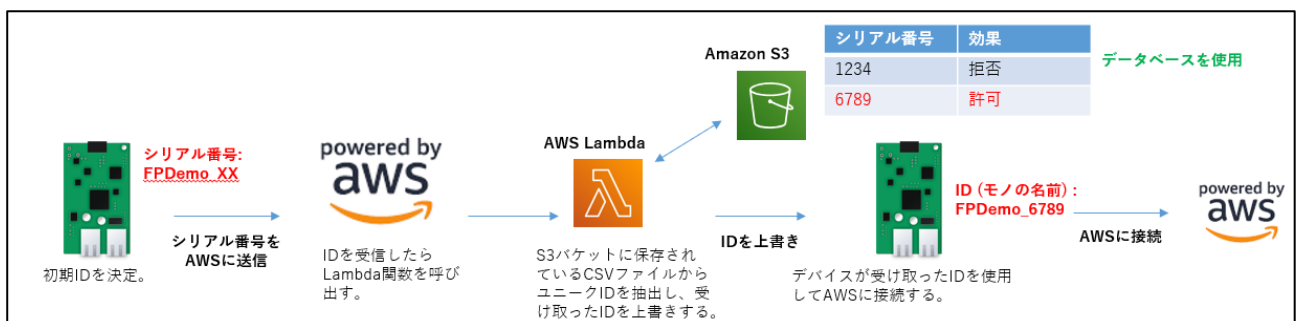 Amazon S3
シリアル番号 効果
1234 拒否
6789 許可
データベースを使用
シリアル番号:
FPDemo_XX
シリアル番号を
AWSに送信
初期IDを決定。
powered by
aws
IDを受信したら
Lambda関数を呼び
出す。
AWS Lambda
S3バケットに保存され
ているCSVファイルから
ユニークIDを抽出し、受
け取ったIDを上書きする。
IDを上書き
ID (モノの名前) :
FPDemo_6789
デバイスが受け取ったIDを使用
してAWSに接続する。
AWSに接続
powered by
aws